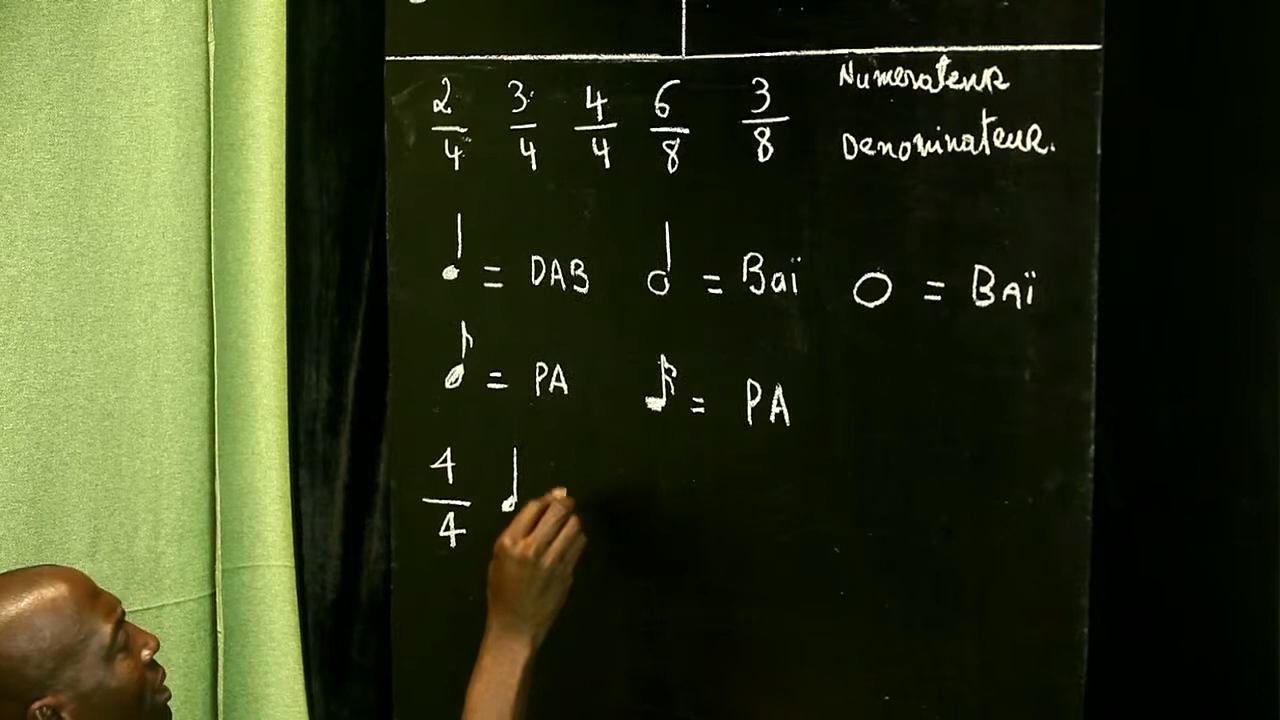 2/4 3/4 4/4 6/8 3/8 Numerateur
Denominateur.
♩ = DAB 𝅗𝅥 = Baï O = BAÏ
♪ = PA 𝅘𝅥𝅯 = PA
4/4 ♩